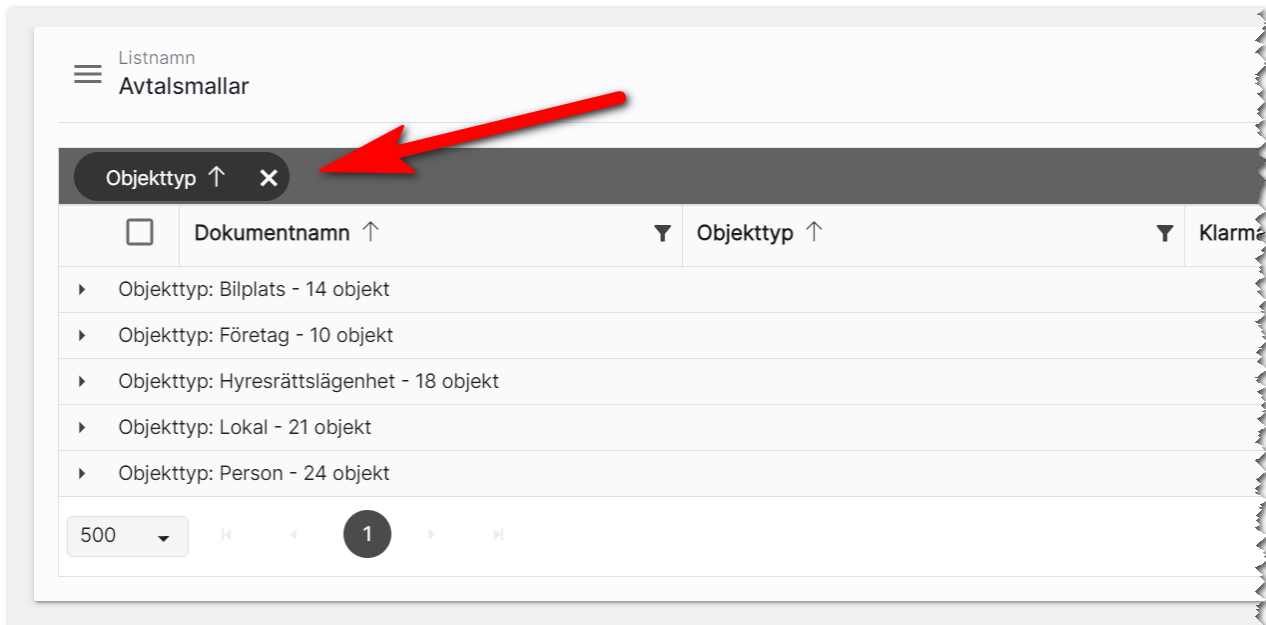 Listnamn
Avtalsmallar
Objekttyp
Dokumentnamn Objekttyp
Objekttyp: Bilplats - 14 objekt
Objekttyp: Företag - 10 objekt
Objekttyp: Hyresrättslägenhet - 18 objekt
Objekttyp: Lokal - 21 objekt
Objekttyp: Person - 24 objekt
500 1